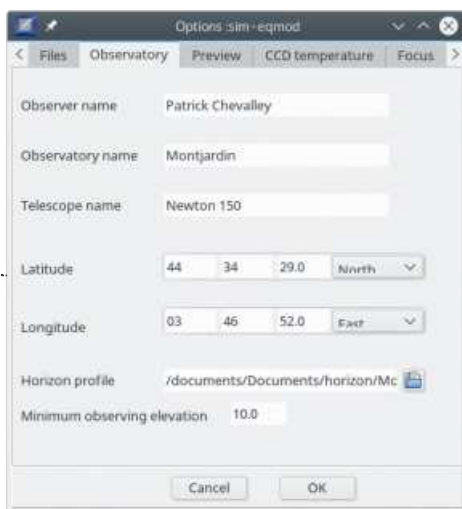 Options :sim-eqmod
Files Observatory Preview CCD temperature Focus
Observer name Patrick Chevalley
Observatory name Montjardin
Telescope name Newton 150
Latitude 44 34 29.0 North
Longitude 03 46 52.0 East
Horizon profile /documents/Documents/horizon/Mc
Minimum observing elevation 10.0
Cancel OK